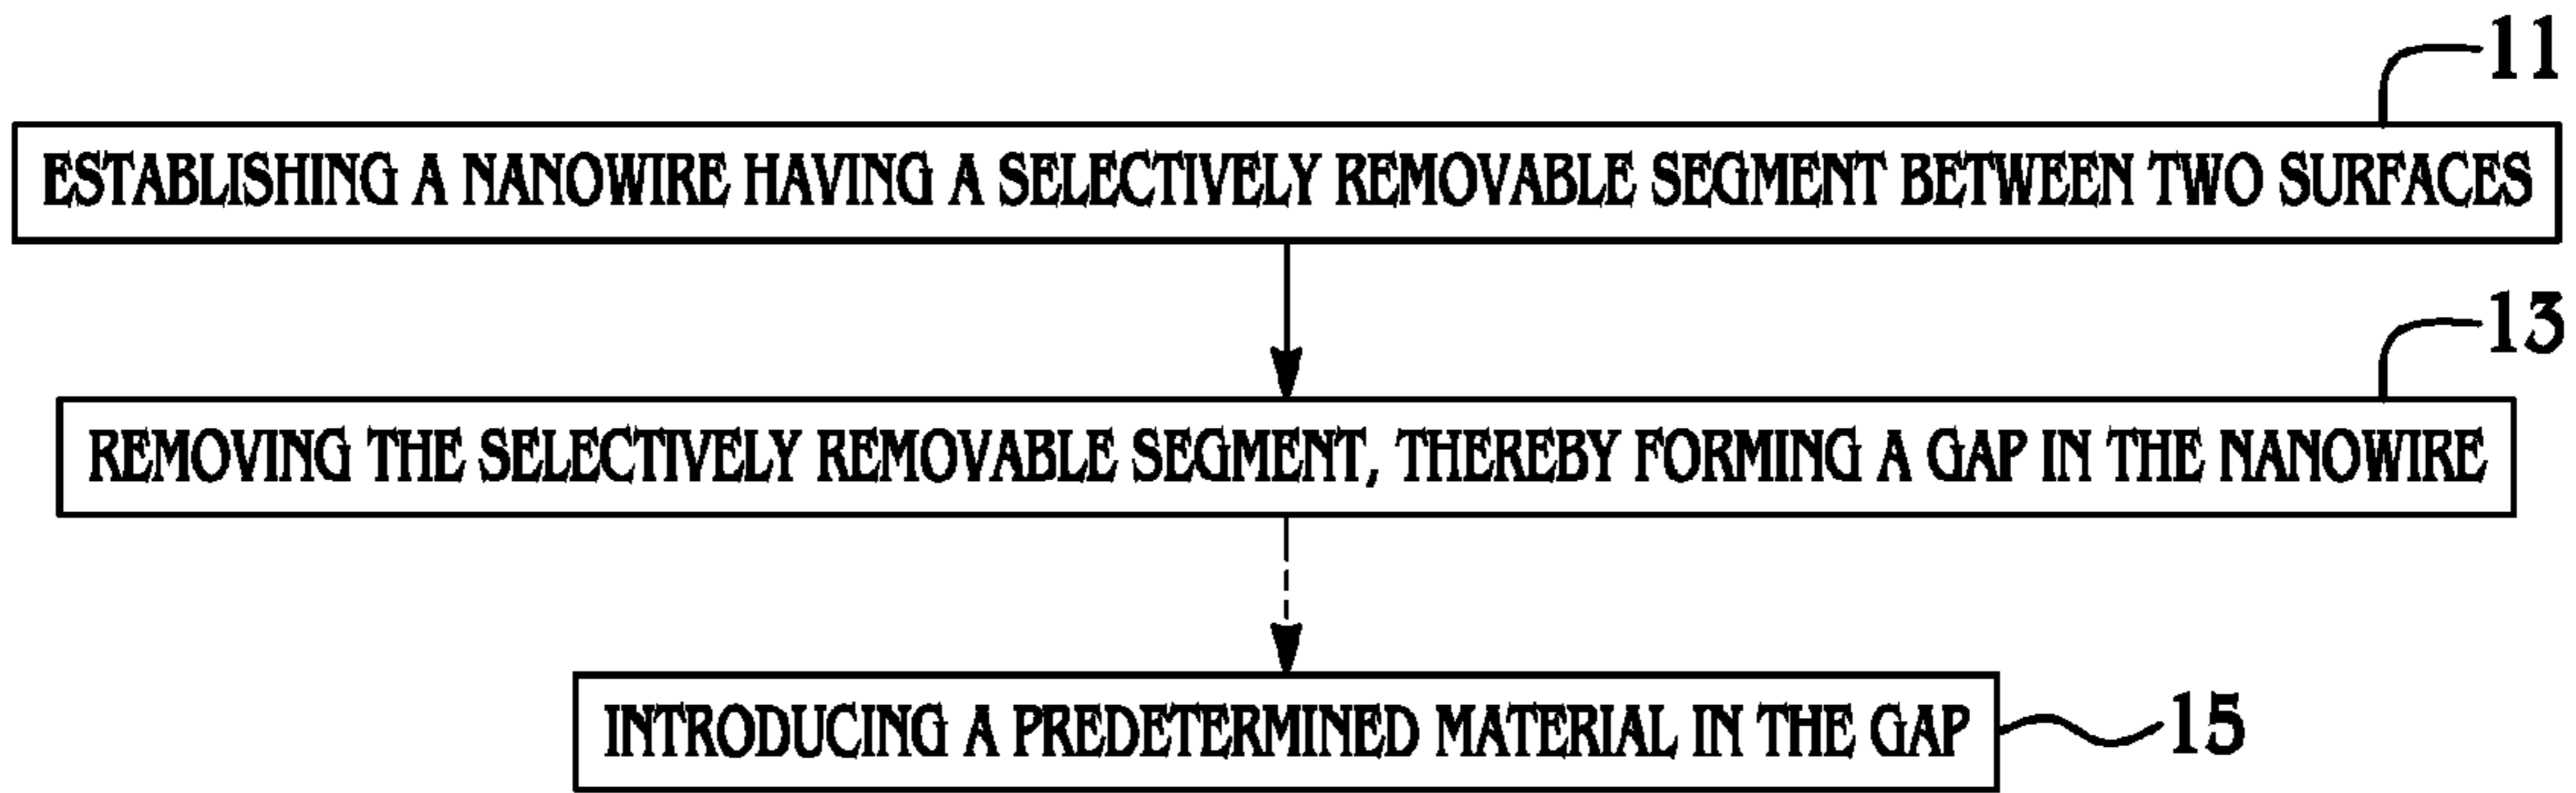 11
ESTABLISHING A NANOWIRE HAVING A SELECTIVELY REMOVABLE SEGMENT BETWEEN TWO SURFACES
13
REMOVING THE SELECTIVELY REMOVABLE SEGMENT, THEREBY FORMING A GAP IN THE NANOWIRE
INTRODUCING A PREDETERMINED MATERIAL IN THE GAP
15